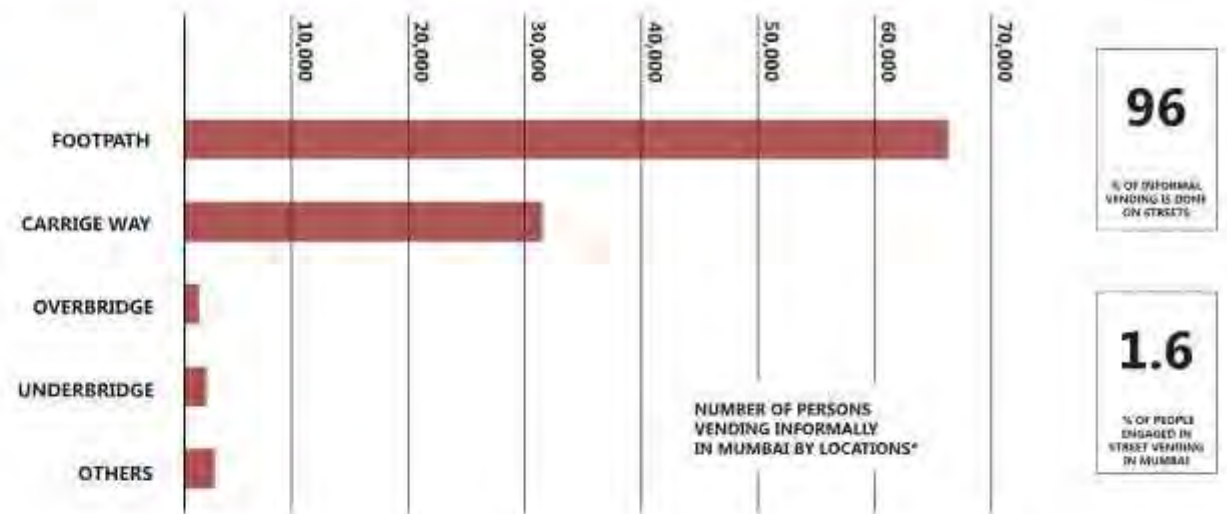 10,000
20,000
30,000
40,000
50,000
60,000
70,000
FOOTPATH
CARRIGE WAY
OVERBRIDGE
UNDERBRIDGE
OTHERS
NUMBER OF PERSONS
VENDING INFORMALLY
IN MUMBAI BY LOCATIONS*
96
% OF INFORMAL
VENDING IS DONE
ON STREETS
1.6
% OF PEOPLE
ENGAGED IN
STREET VENDING
IN MUMBAI